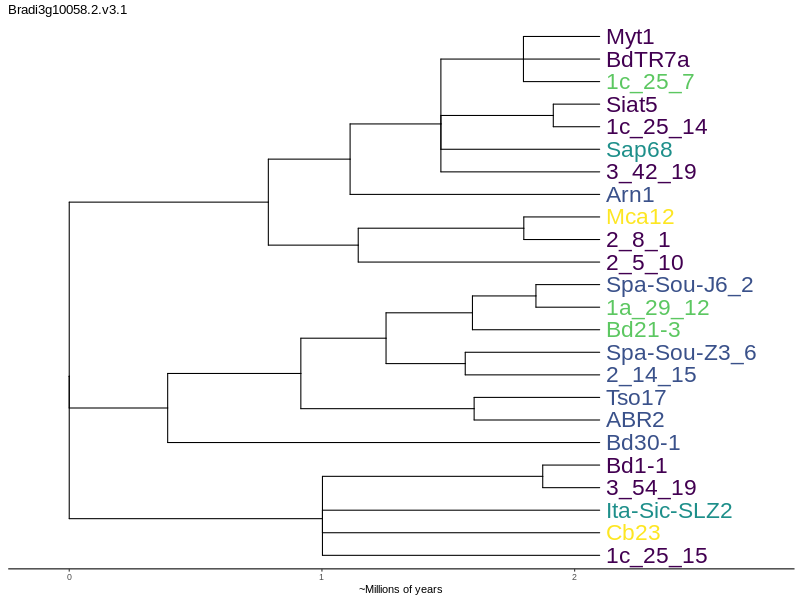 Bradi3g10058.2.v3.1
Myt1
BdTR7a
1c_25_7
Siat5
1c_25_14
Sap68
3_42_19
Arn1
Mca12
2_8_1
2_5_10
Spa-Sou-J6_2
1a_29_12
Bd21-3
Spa-Sou-Z3_6
2_14_15
Tso17
ABR2
Bd30-1
Bd1-1
3_54_19
Ita-Sic-SLZ2
Cb23
1c_25_15
0 1 2
~Millions of years